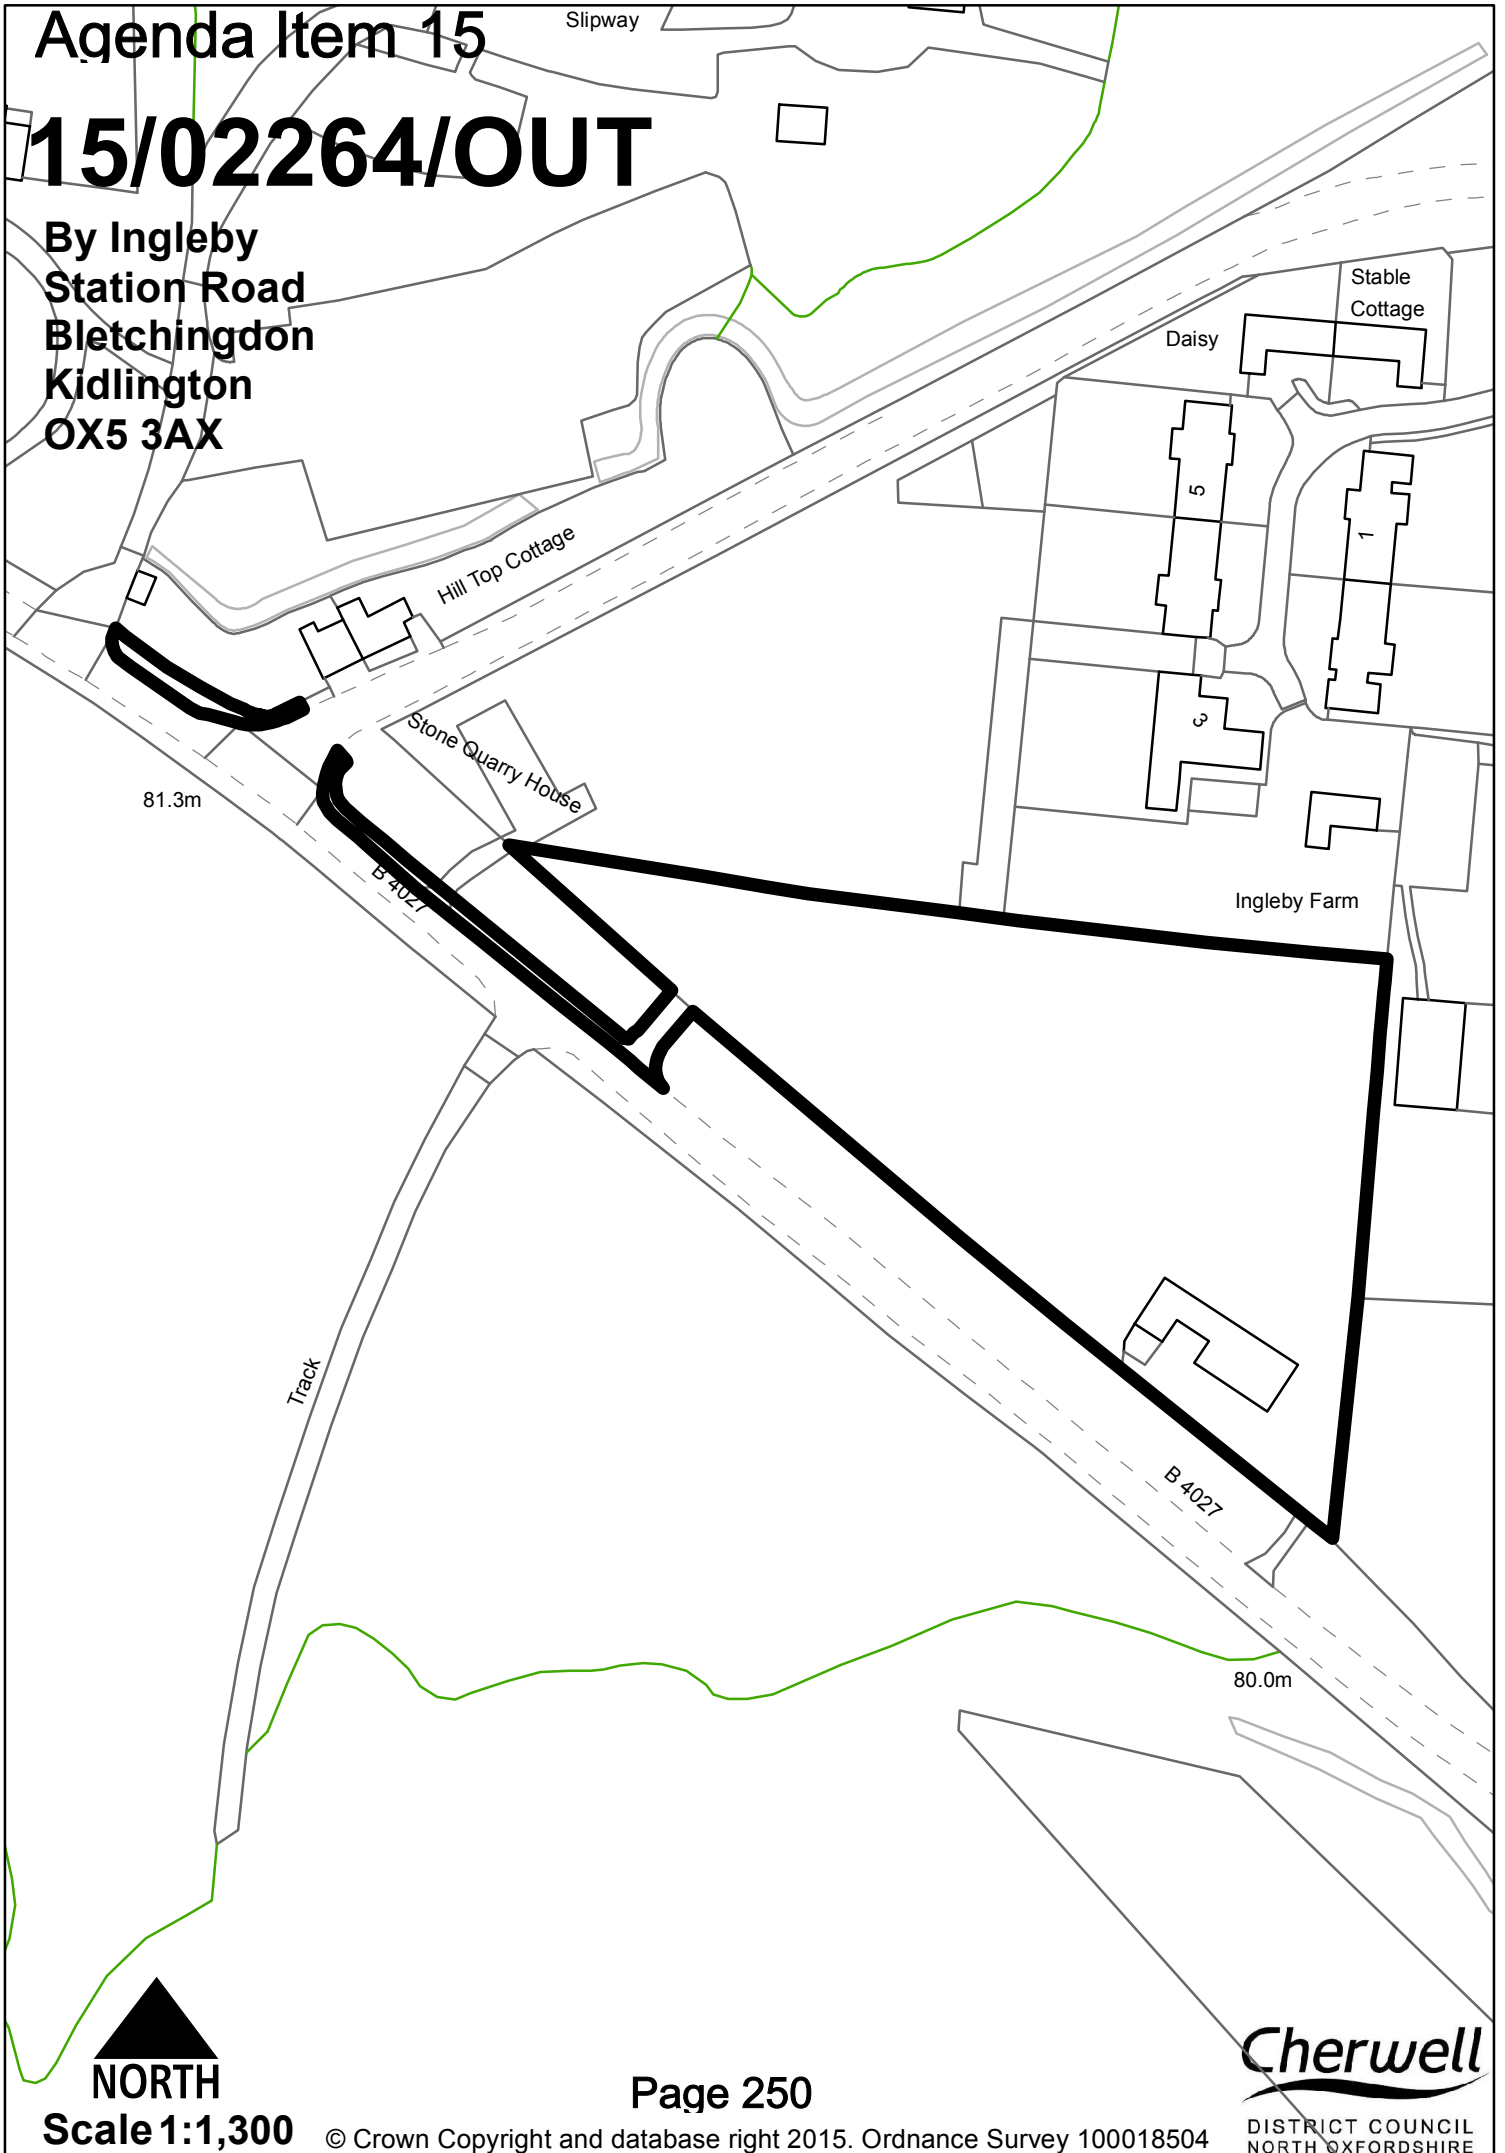 Agenda Item 15
Slipway
15/02264/OUT
By Ingleby
Station Road
Bletchingdon
Kidlington
OX5 3AX
Stable
Cottage
Daisy
5
1
Hill Top Cottage
3
Stone Quarry House
81.3m
B 4027
Ingleby Farm
Track
B 4027
80.0m
NORTH
Scale 1:1,300
Page 250
© Crown Copyright and database right 2015. Ordnance Survey 100018504
Cherwell
DISTRICT COUNCIL
NORTH OXFORDSHIRE